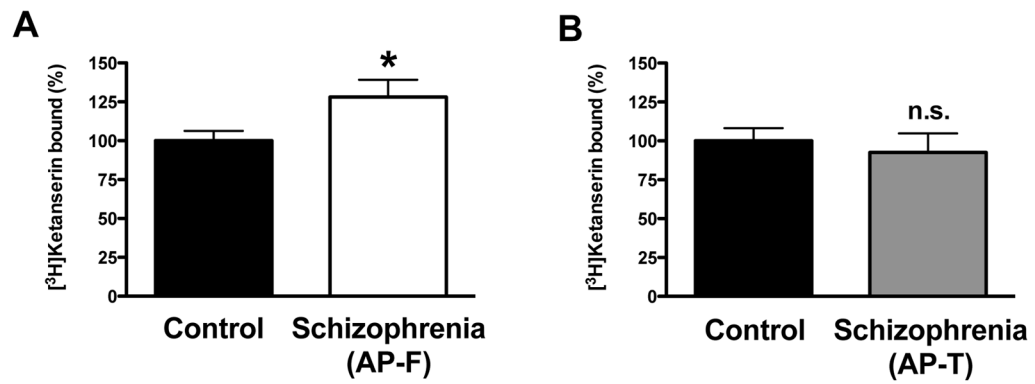 A
[³H]Ketanserin bound (%)
150
125
100
75
50
25
0
*
Control
Schizophrenia
(AP-F)
B
[³H]Ketanserin bound (%)
150
125
100
75
50
25
0
n.s.
Control
Schizophrenia
(AP-T)